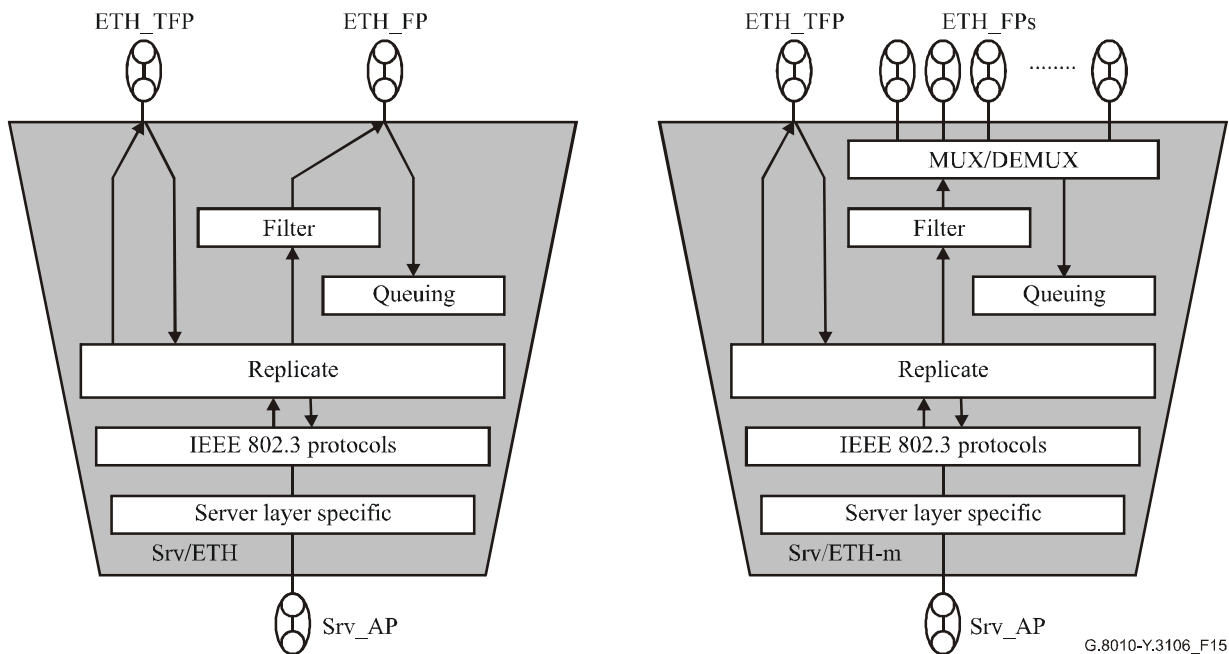 ETH_TFP
ETH_FP
Filter
Queuing
Replicate
IEEE 802.3 protocols
Server layer specific
Srv/ETH
Srv_AP
ETH_TFP
ETH_FPs
........
MUX/DEMUX
Filter
Queuing
Replicate
IEEE 802.3 protocols
Server layer specific
Srv/ETH-m
Srv_AP
G.8010-Y.3106_F15